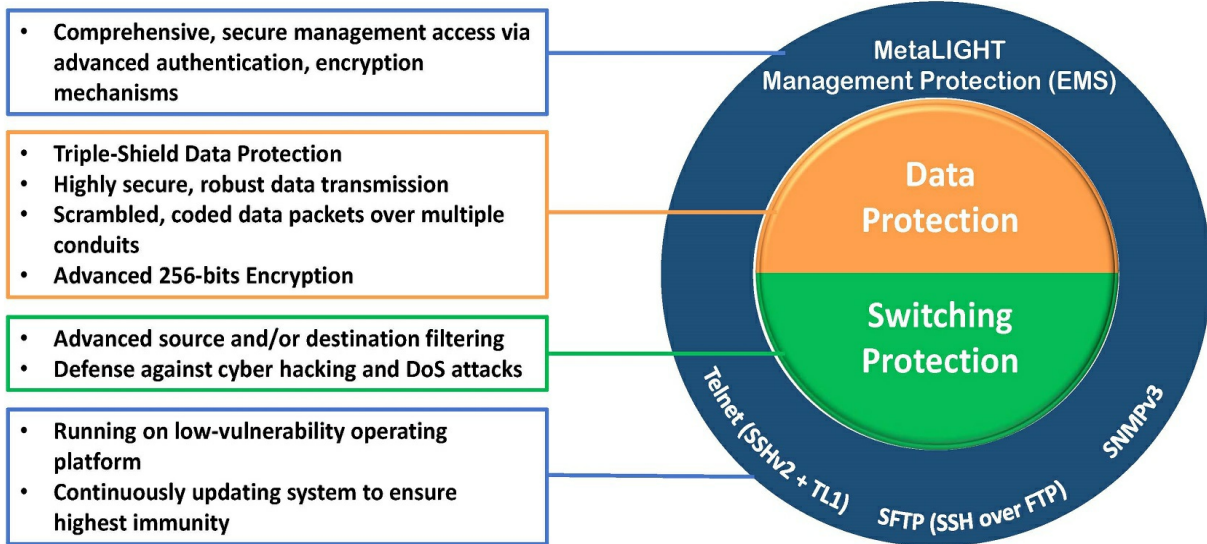 • Comprehensive, secure management access via
advanced authentication, encryption
mechanisms
• Triple-Shield Data Protection
• Highly secure, robust data transmission
• Scrambled, coded data packets over multiple
conduits
• Advanced 256-bits Encryption
• Advanced source and/or destination filtering
• Defense against cyber hacking and DoS attacks
• Running on low-vulnerability operating
platform
• Continuously updating system to ensure
highest immunity
MetaLIGHT
Management Protection (EMS)
Data
Protection
Switching
Protection
Telnet (SSHv2 + TL1)
SFTP (SSH over FTP)
SNMPv3